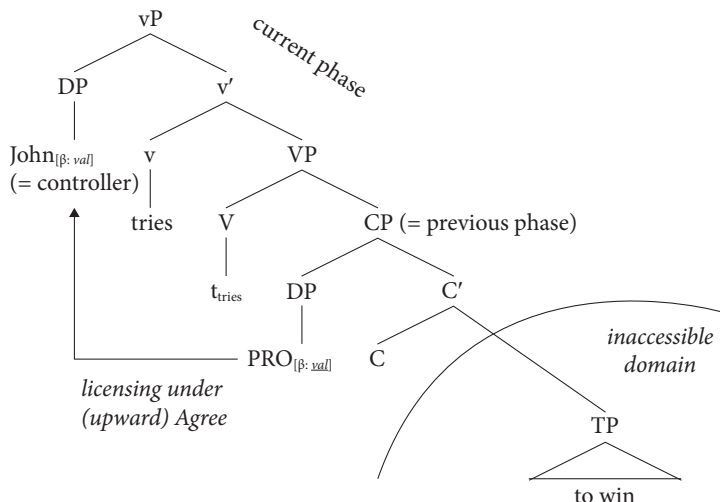 vP
current phase
DP v′
John[β: val] v VP
(= controller)
tries V CP (= previous phase)
t_tries DP C′
PRO[β: val] C
inaccessible
domain
licensing under
(upward) Agree
TP
to win